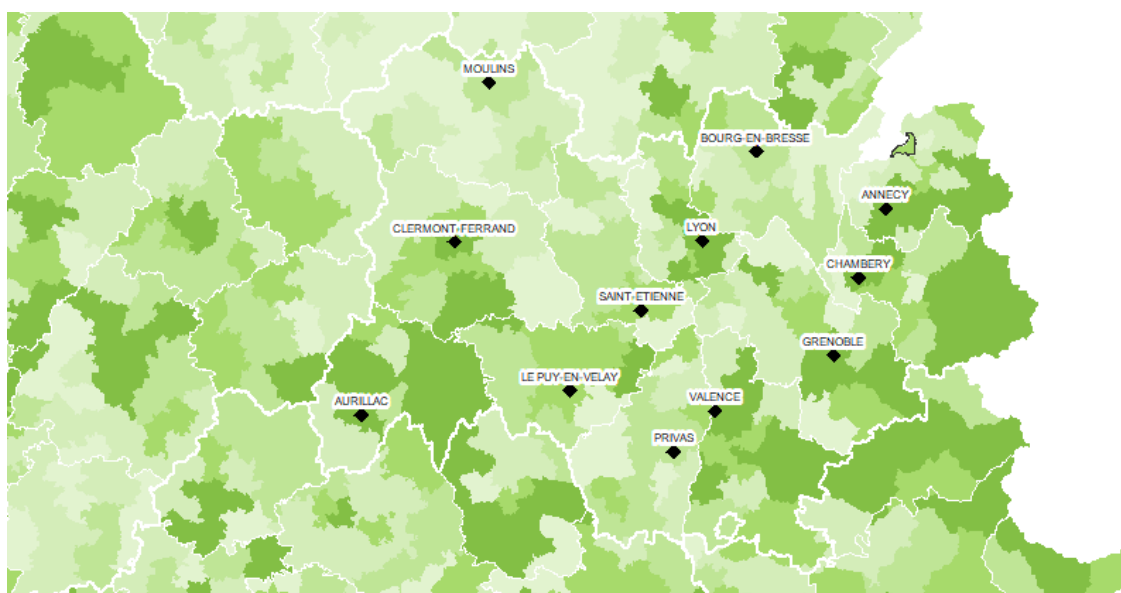 MOULINS
BOURG-EN-BRESSE
ANNECY
CLERMONT-FERRAND
LYON
CHAMBERY
SAINT-ETIENNE
GRENOBLE
LE PUY-EN-VELAY
AURILLAC
VALENCE
PRIVAS